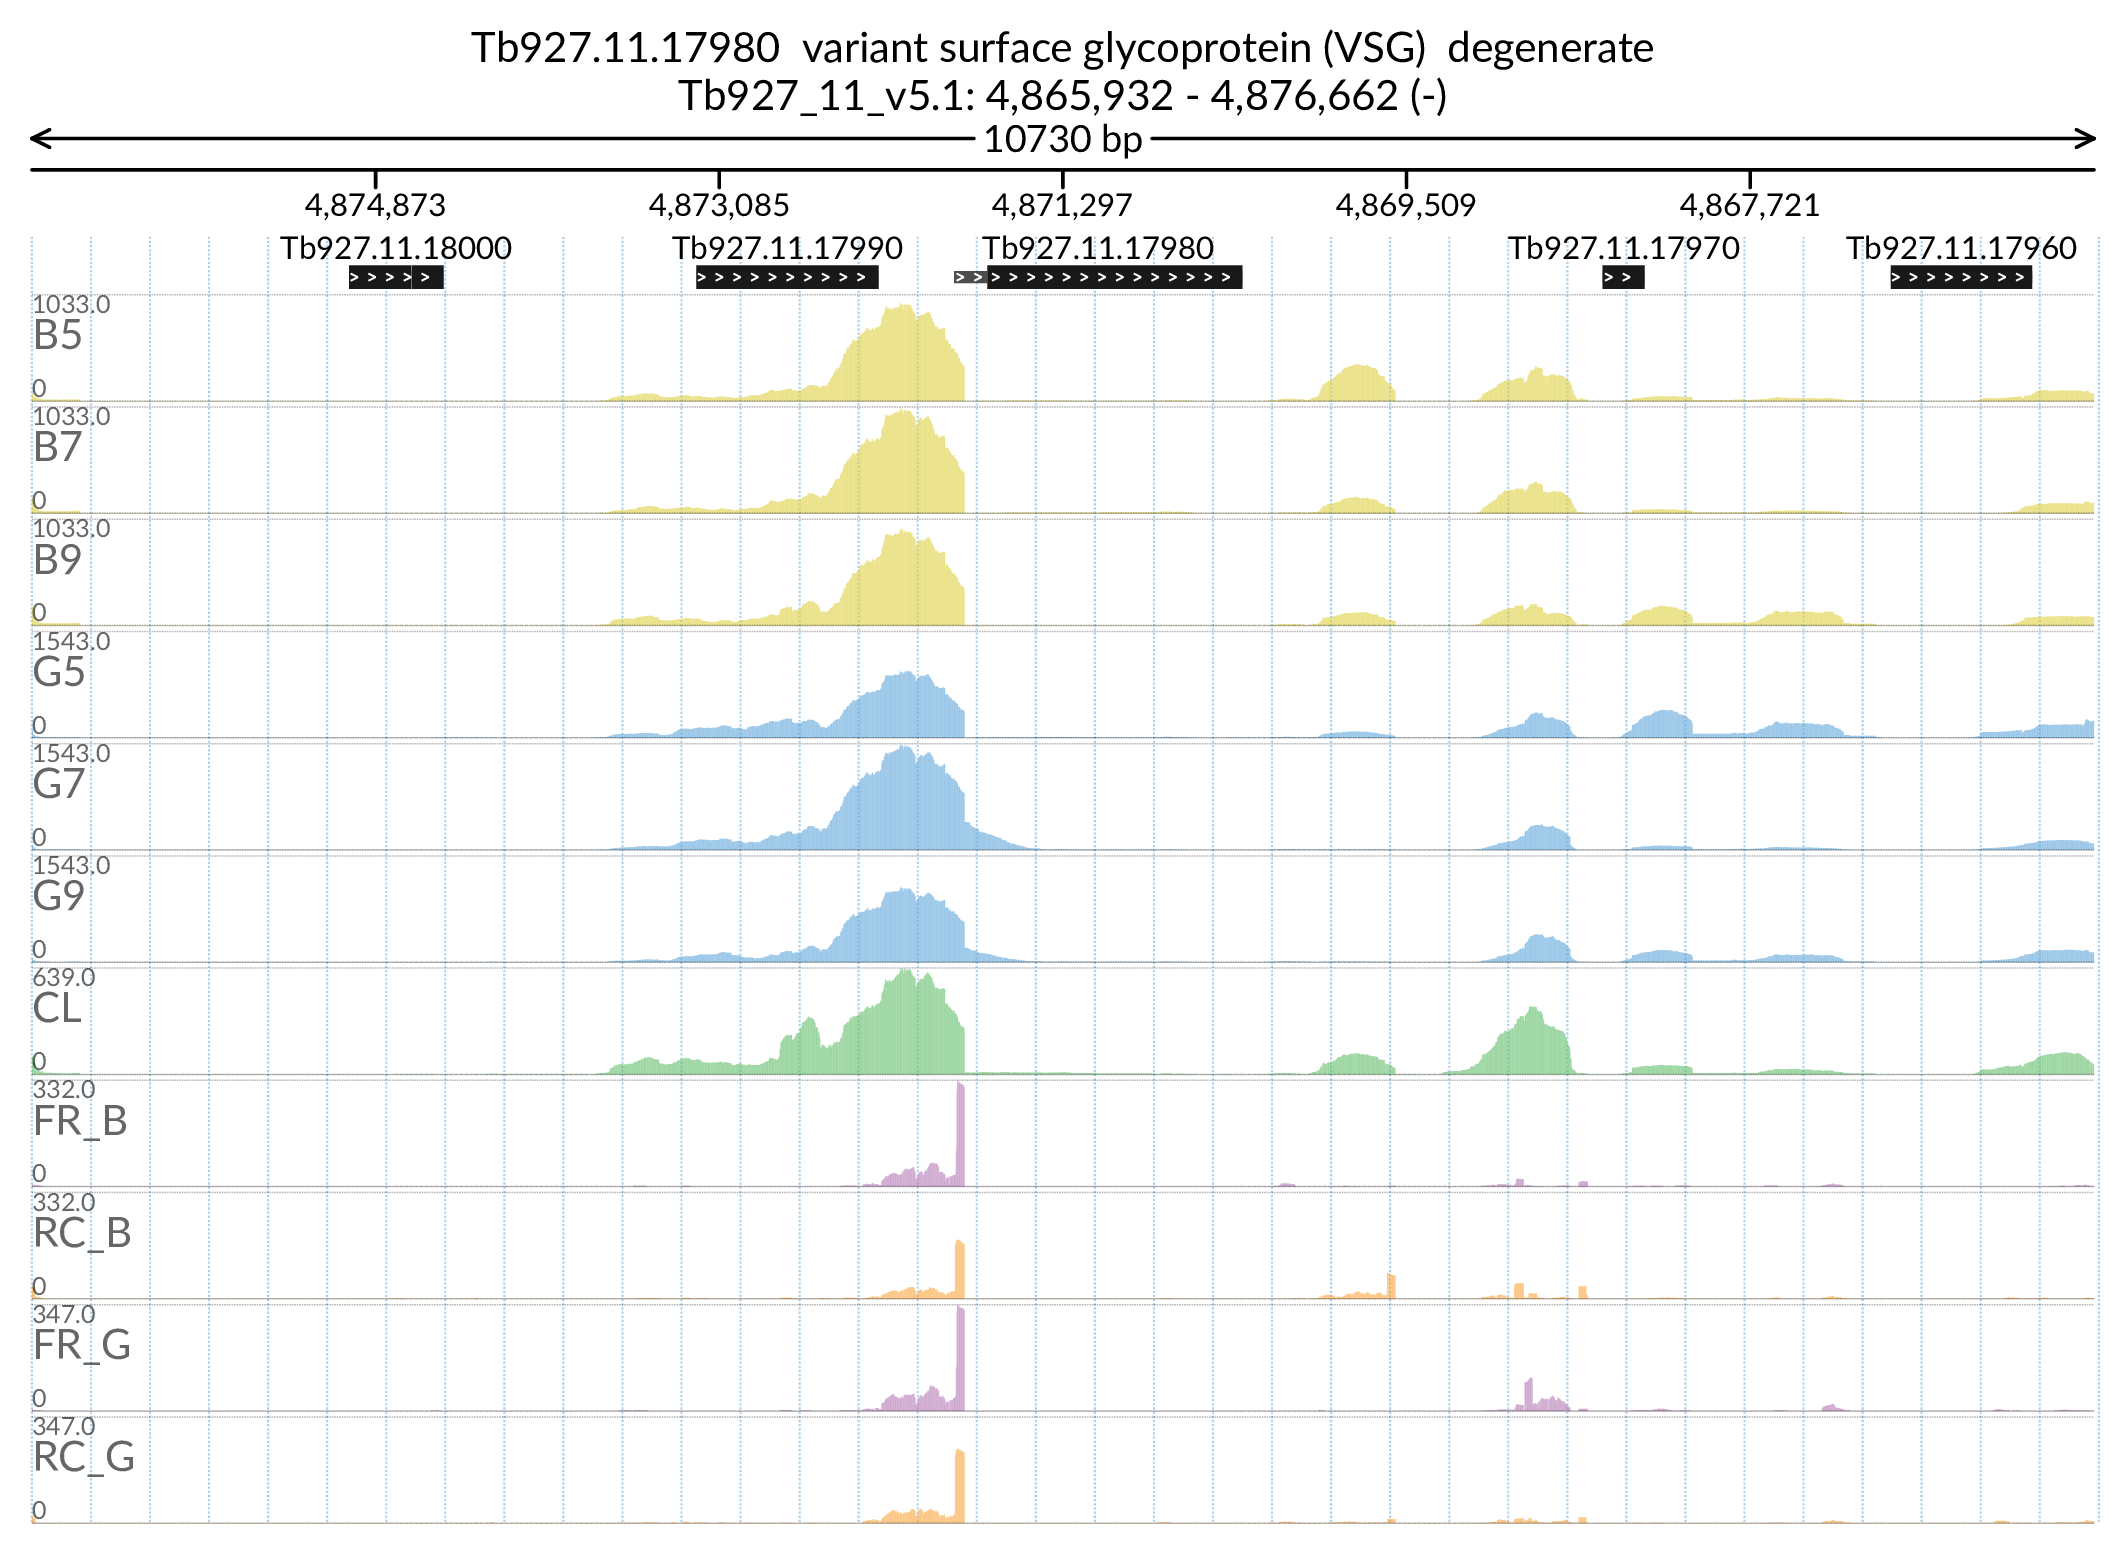 Tb927.11.17980 variant surface glycoprotein (VSG) degenerate
Tb927_11_v5.1: 4,865,932 - 4,876,662 (-)
10730 bp
4,874,873 4,873,085 4,871,297 4,869,509 4,867,721
Tb927.11.18000 Tb927.11.17990 Tb927.11.17980 Tb927.11.17970 Tb927.11.17960
1033.0
B5
0
1033.0
B7
0
1033.0
B9
0
1543.0
G5
0
1543.0
G7
0
1543.0
G9
0
639.0
CL
0
332.0
FR_B
0
332.0
RC_B
0
347.0
FR_G
0
347.0
RC_G
0